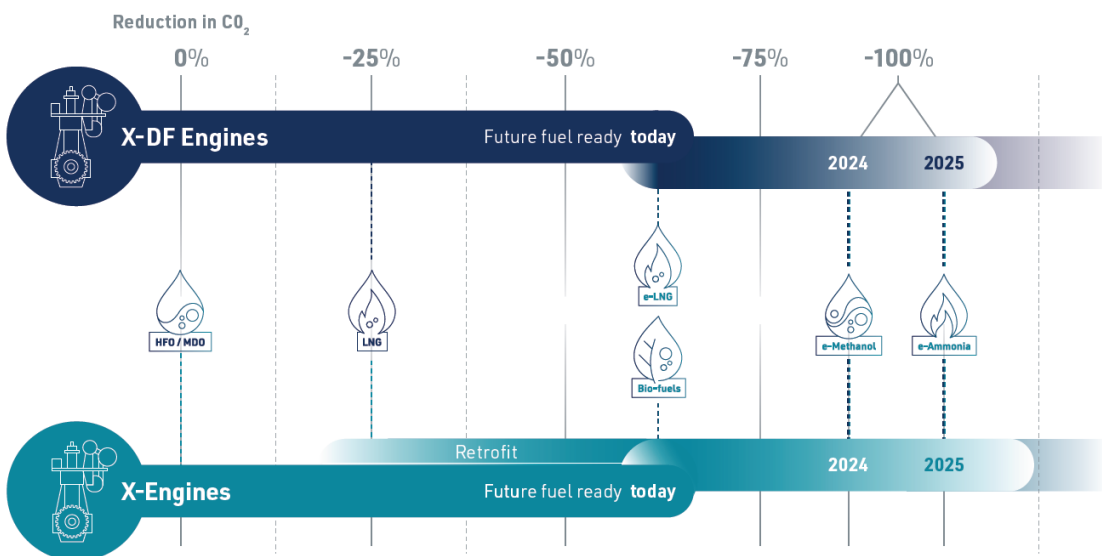 Reduction in CO₂
0%
-25%
-50%
-75%
-100%
X-DF Engines
Future fuel ready today
2024
2025
e-LNG
HFO / MDO
LNG
e-Methanol
e-Ammonia
Bio-fuels
Retrofit
2024
2025
X-Engines
Future fuel ready today